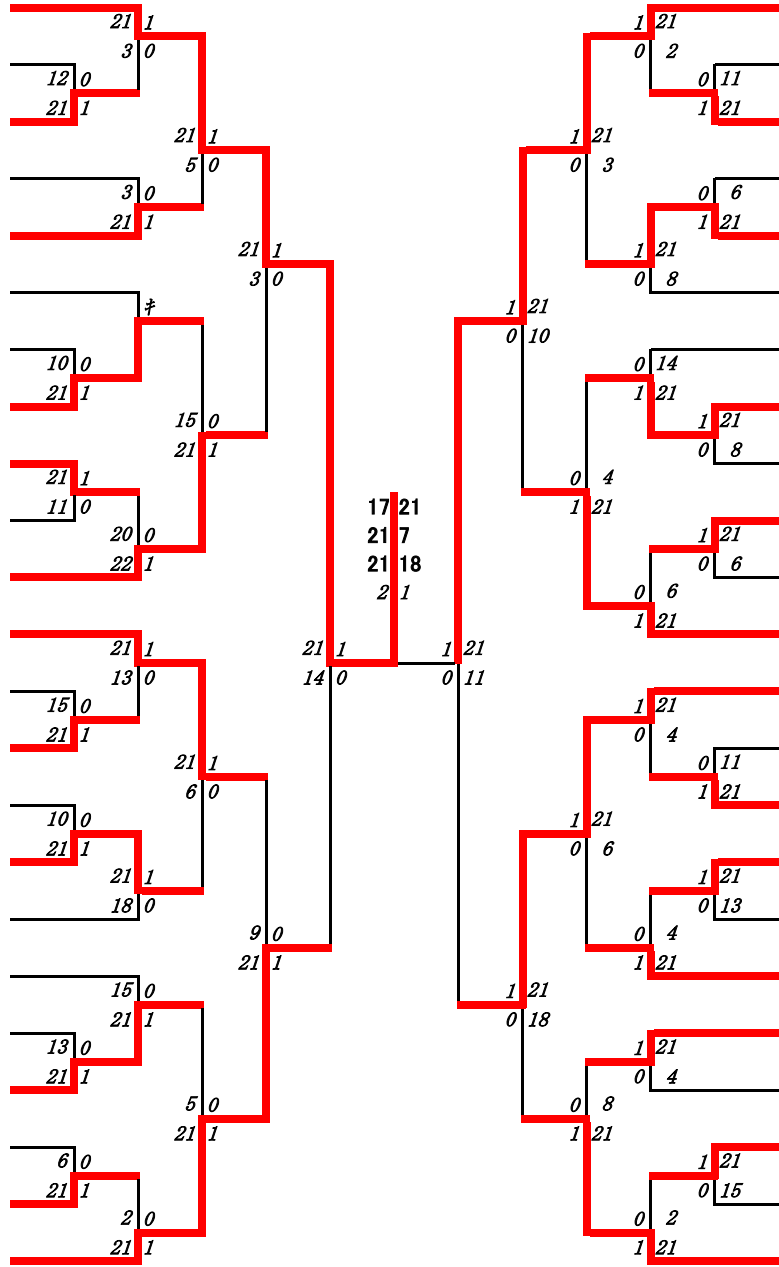 21 1 1 21
3 0 0 2
12 0 0 11
21 1 1 21
21 1 1 21
5 0 0 3
3 0 0 6
21 1 1 21
21 1 1 21
3 0 0 8
ｷ 1 21
0 10
10 0 0 14
21 1 1 21
15 0 1 21
21 1 0 8
21 1 0 4
11 0 17 21 1 21
20 0 21 7 1 21
22 1 21 18 0 6
2 1 0 6
1 21
21 1 21 1 1 21
13 0 14 0 0 11
15 0 1 21
21 1 0 4
21 1 0 11
6 0 1 21
10 0 1 21
21 1 0 6
21 1 1 21
18 0 0 13
9 0 0 4
21 1 1 21
15 0 1 21
21 1 0 18
13 0 1 21
21 1 0 4
5 0 0 8
21 1 1 21
6 0 1 21
21 1 0 15
2 0 0 2
21 1 1 21